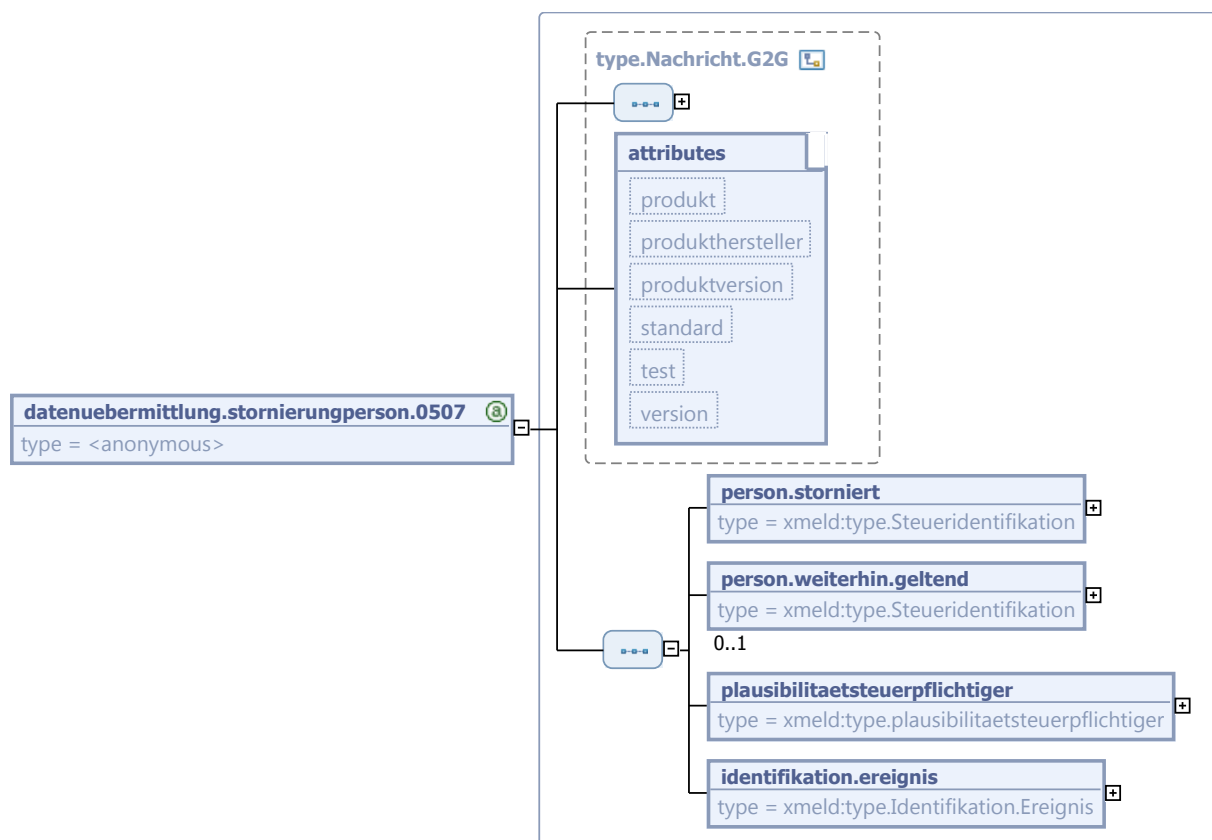 type.Nachricht.G2G
attributes
produkt
produkthersteller
produktversion
standard
test
version
datenuebermittlung.stornierungperson.0507
type = <anonymous>
person.storniert
type = xmeld:type.Steueridentifikation
person.weiterhin.geltend
type = xmeld:type.Steueridentifikation
0..1
plausibilitaetsteuerpflichtiger
type = xmeld:type.plausibilitaetsteuerpflichtiger
identifikation.ereignis
type = xmeld:type.Identifikation.Ereignis